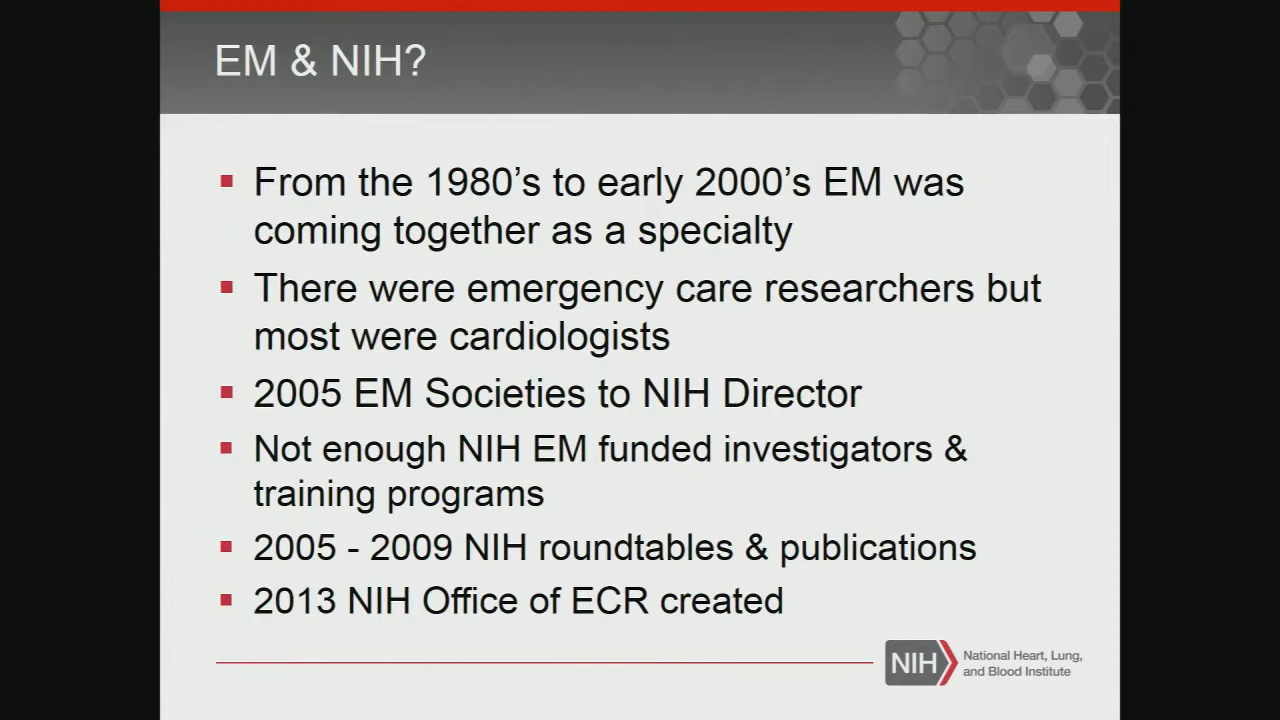 EM & NIH?
From the 1980’s to early 2000’s EM was
coming together as a specialty
There were emergency care researchers but
most were cardiologists
2005 EM Societies to NIH Director
Not enough NIH EM funded investigators &
training programs
2005 - 2009 NIH roundtables & publications
2013 NIH Office of ECR created
NIH
National Heart, Lung,
and Blood Institute